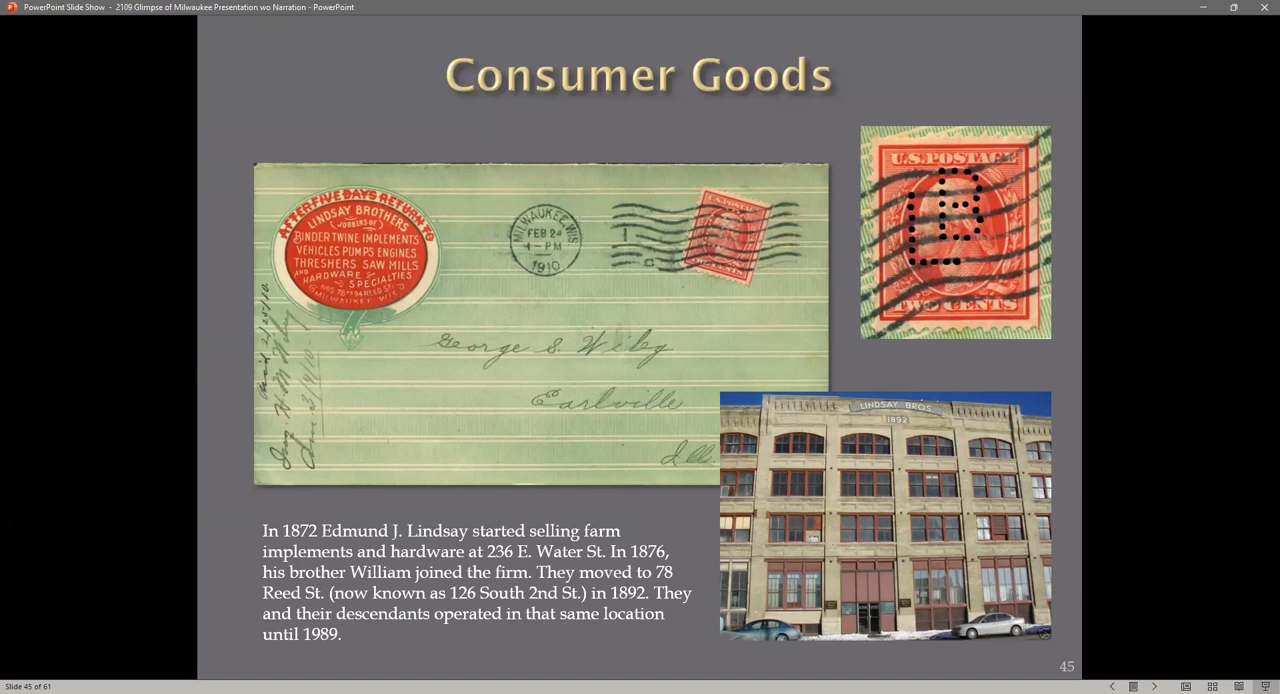 PowerPoint Slide Show - 2109 Glimpse of Milwaukee Presentation wo Narration - PowerPoint
Consumer Goods
AFTER FIVE DAYS RETURN TO
LINDSAY BROTHERS
JOBBERS OF
BINDER TWINE IMPLEMENTS
VEHICLES PUMPS ENGINES
THRESHERS SAW MILLS
AND HARDWARE SPECIALTIES
MILWAUKEE, WIS.
FEB 24
4-PM
1910
U.S. POSTAGE
George S. Wiley
Earlville
Ill.
U.S. POSTAGE
LB
TWO CENTS
LINDSAY BROS.
1892
In 1872 Edmund J. Lindsay started selling farm
implements and hardware at 236 E. Water St. In 1876,
his brother William joined the firm. They moved to 78
Reed St. (now known as 126 South 2nd St.) in 1892. They
and their descendants operated in that same location
until 1989.
45
Slide 45 of 61